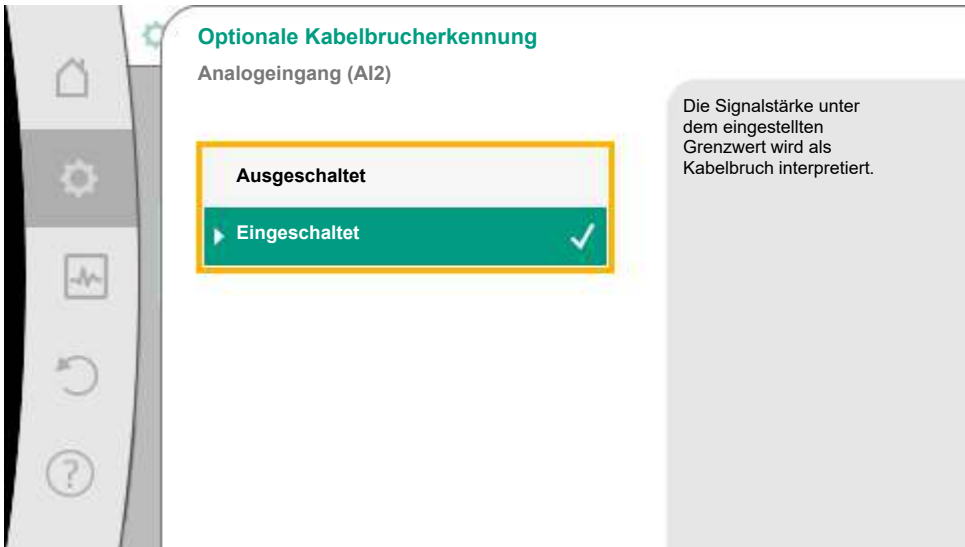 Optionale Kabelbrucherkennung
Analogeingang (AI2)
Ausgeschaltet
Eingeschaltet
Die Signalstärke unter
dem eingestellten
Grenzwert wird als
Kabelbruch interpretiert.
?